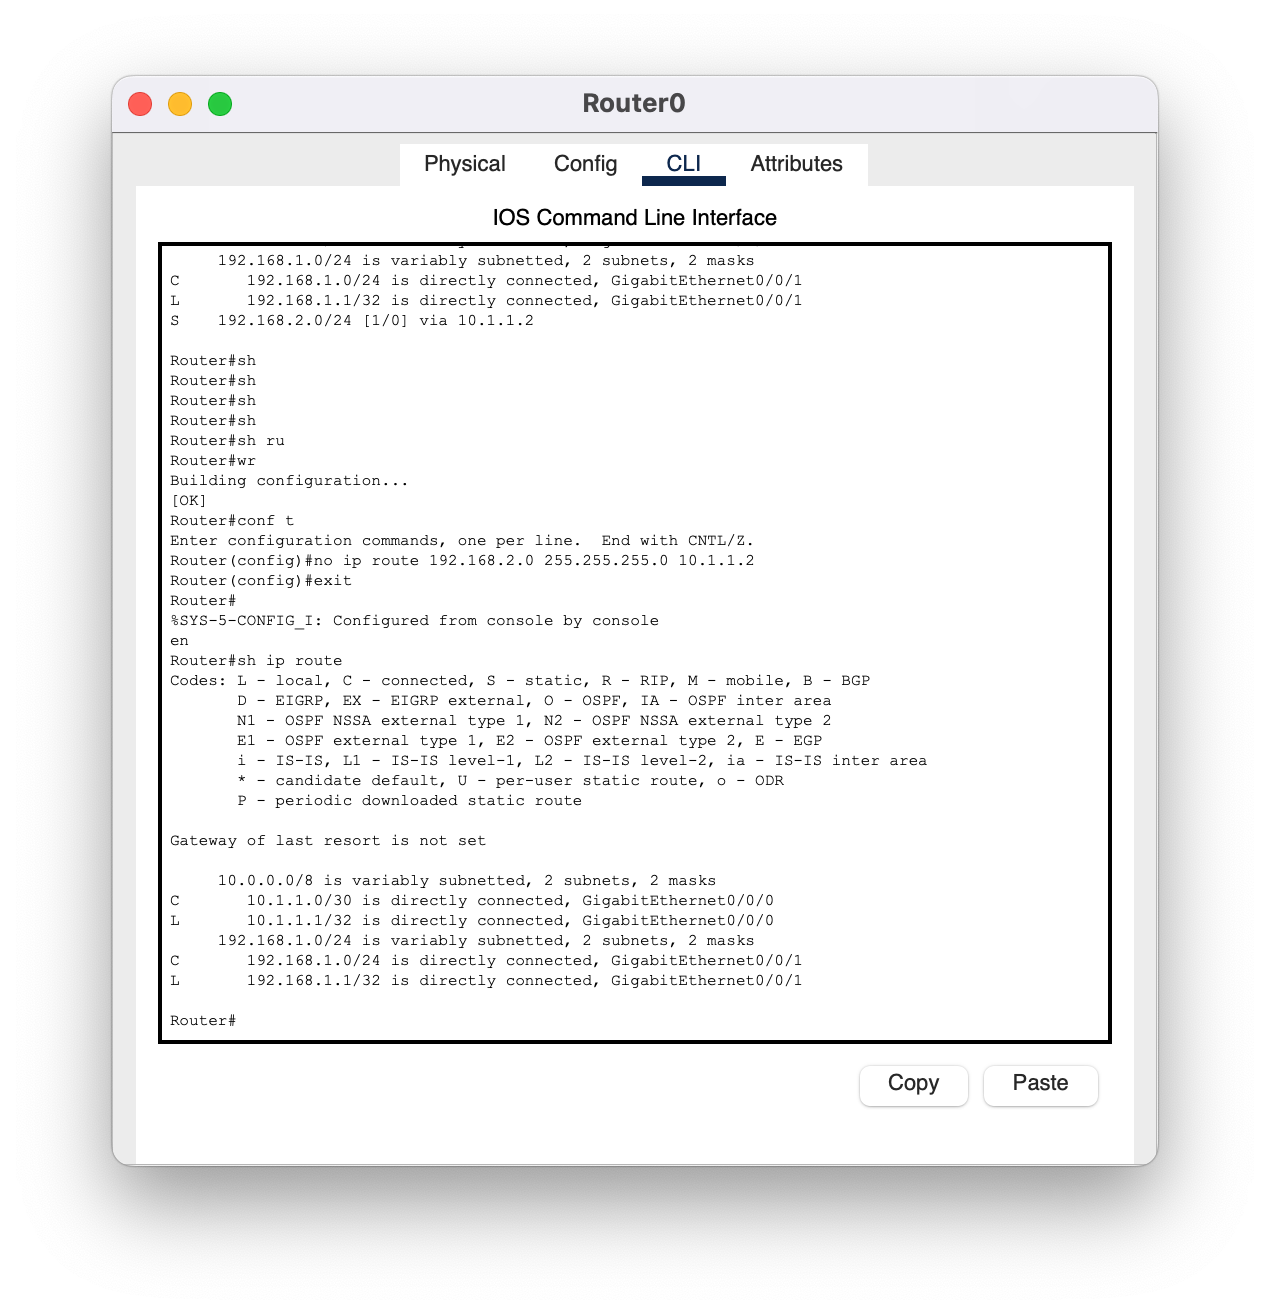 Router0
Physical Config CLI Attributes
IOS Command Line Interface
192.168.1.0/24 is variably subnetted, 2 subnets, 2 masks
C 192.168.1.0/24 is directly connected, GigabitEthernet0/0/1
L 192.168.1.1/32 is directly connected, GigabitEthernet0/0/1
S 192.168.2.0/24 [1/0] via 10.1.1.2
Router#sh
Router#sh
Router#sh
Router#sh
Router#sh ru
Router#wr
Building configuration...
[OK]
Router#conf t
Enter configuration commands, one per line.  End with CNTL/Z.
Router(config)#no ip route 192.168.2.0 255.255.255.0 10.1.1.2
Router(config)#exit
Router#
%SYS-5-CONFIG_I: Configured from console by console
en
Router#sh ip route
Codes: L - local, C - connected, S - static, R - RIP, M - mobile, B - BGP
D - EIGRP, EX - EIGRP external, O - OSPF, IA - OSPF inter area
N1 - OSPF NSSA external type 1, N2 - OSPF NSSA external type 2
E1 - OSPF external type 1, E2 - OSPF external type 2, E - EGP
i - IS-IS, L1 - IS-IS level-1, L2 - IS-IS level-2, ia - IS-IS inter area
* - candidate default, U - per-user static route, o - ODR
P - periodic downloaded static route
Gateway of last resort is not set
10.0.0.0/8 is variably subnetted, 2 subnets, 2 masks
C 10.1.1.0/30 is directly connected, GigabitEthernet0/0/0
L 10.1.1.1/32 is directly connected, GigabitEthernet0/0/0
192.168.1.0/24 is variably subnetted, 2 subnets, 2 masks
C 192.168.1.0/24 is directly connected, GigabitEthernet0/0/1
L 192.168.1.1/32 is directly connected, GigabitEthernet0/0/1
Router#
Copy Paste